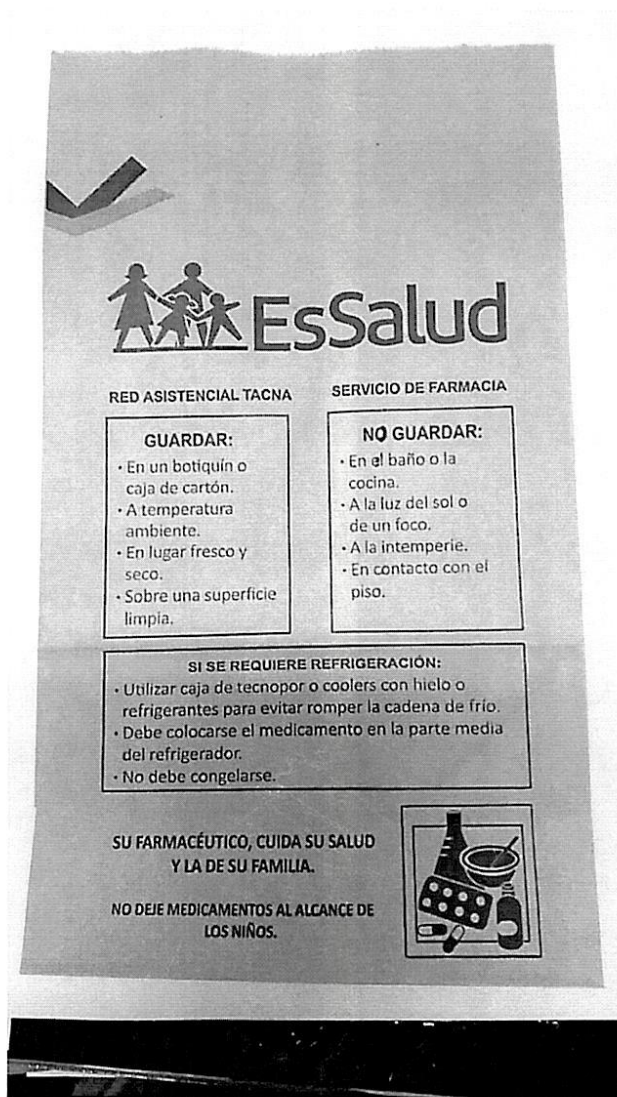 EsSalud
RED ASISTENCIAL TACNA
SERVICIO DE FARMACIA
GUARDAR:
· En un botiquín o
caja de cartón.
· A temperatura
ambiente.
· En lugar fresco y
seco.
· Sobre una superficie
limpia.
NO GUARDAR:
· En el baño o la
cocina.
· A la luz del sol o
de un foco.
· A la intemperie.
· En contacto con el
piso.
SI SE REQUIERE REFRIGERACIÓN:
· Utilizar caja de tecnopor o coolers con hielo o
refrigerantes para evitar romper la cadena de frío.
· Debe colocarse el medicamento en la parte media
del refrigerador.
· No debe congelarse.
SU FARMACÉUTICO, CUIDA SU SALUD
Y LA DE SU FAMILIA.
NO DEJE MEDICAMENTOS AL ALCANCE DE
LOS NIÑOS.